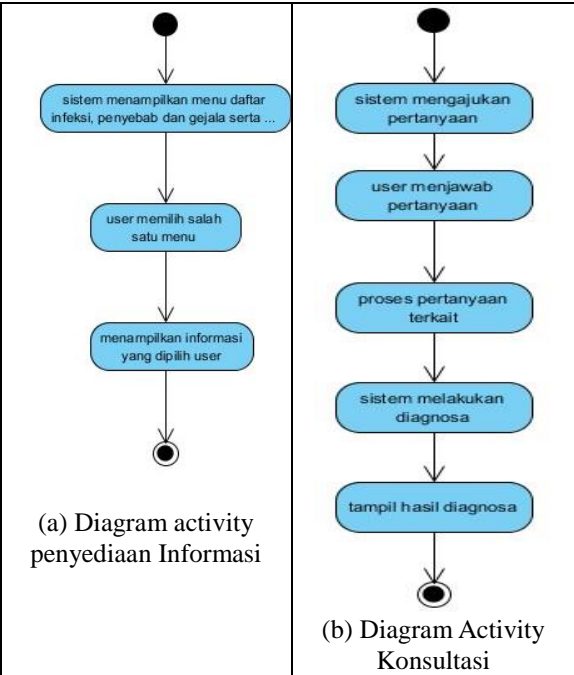 sistem menampilkan menu daftar
infeksi, penyebab dan gejala serta ...
user memilih salah
satu menu
menampilkan informasi
yang dipilih user
(a) Diagram activity
penyediaan Informasi
sistem mengajukan
pertanyaan
user menjawab
pertanyaan
proses pertanyaan
terkait
sistem melakukan
diagnosa
tampil hasil diagnosa
(b) Diagram Activity
Konsultasi